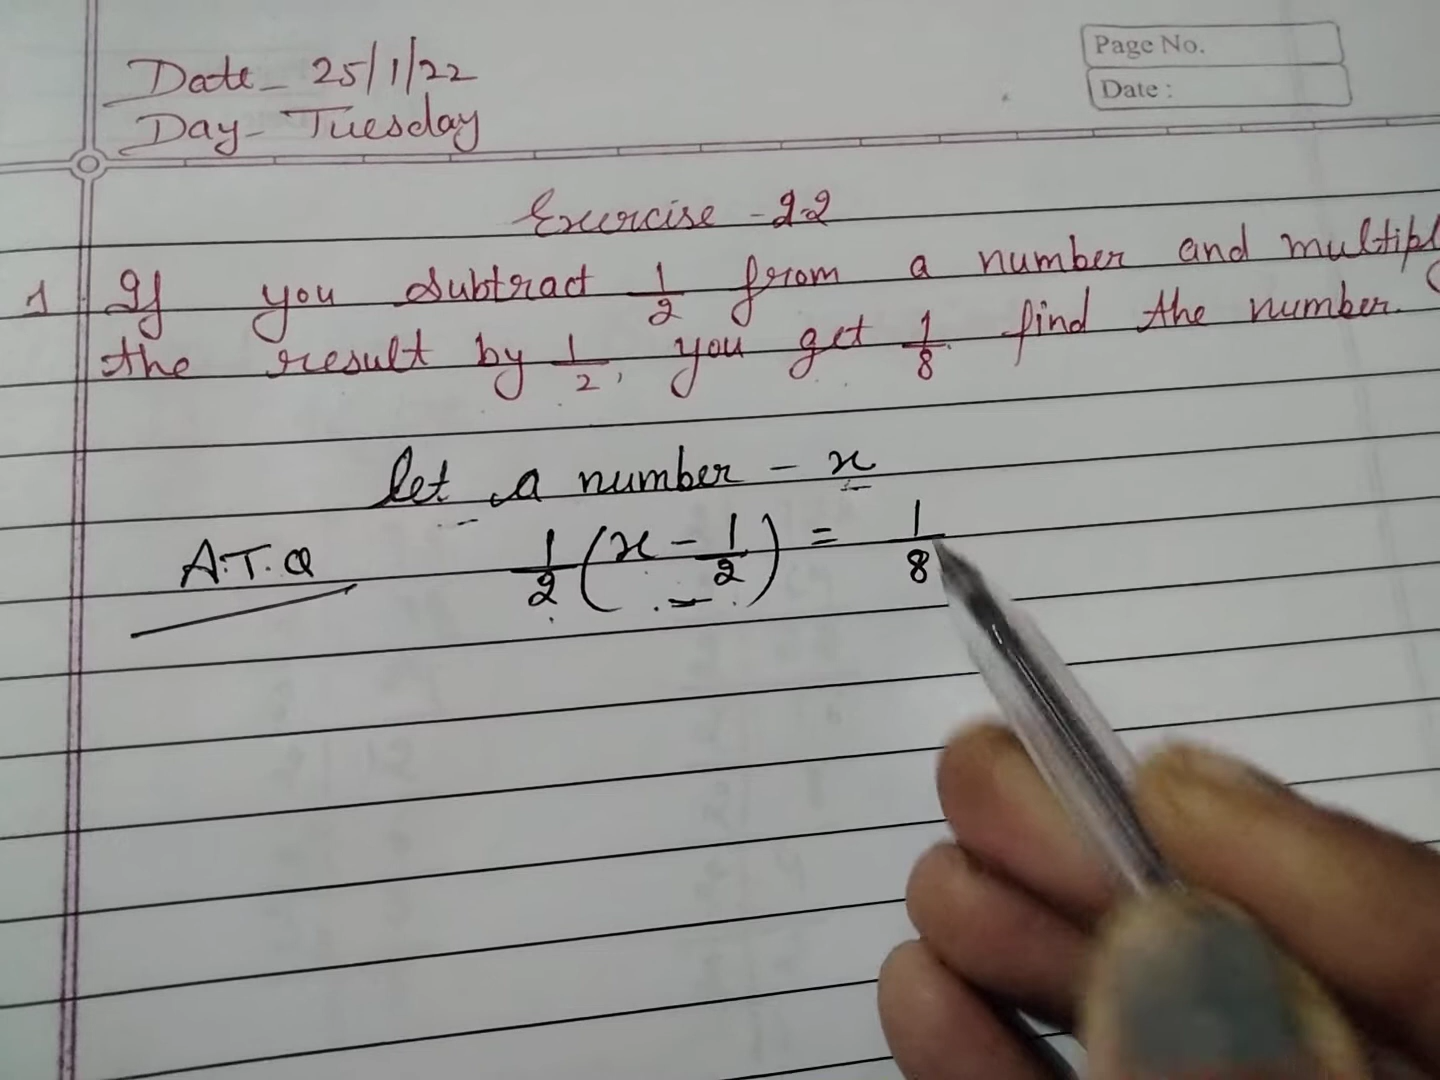 Date - 25/1/22
Day - Tuesday
Page No.
Date :
Exercise - 2.2
1 If you subtract 1/2 from a number and multiply
the result by 1/2, you get 1/8. find the number.
let a number - x
A.T.Q 1/2 (x - 1/2) = 1/8